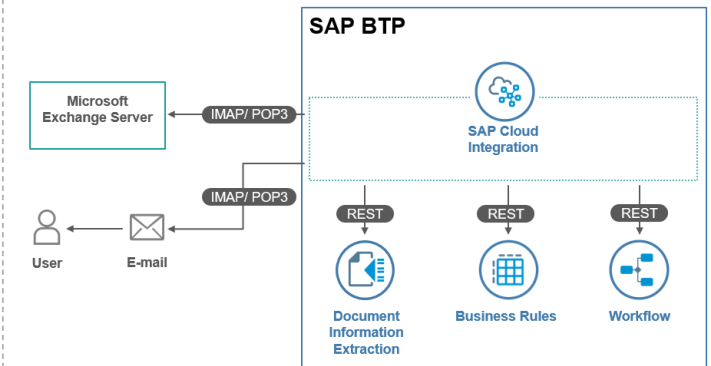 SAP BTP
Microsoft
Exchange Server
IMAP/ POP3
SAP Cloud
Integration
IMAP/ POP3
REST
REST
REST
User
E-mail
Document
Information
Extraction
Business Rules
Workflow